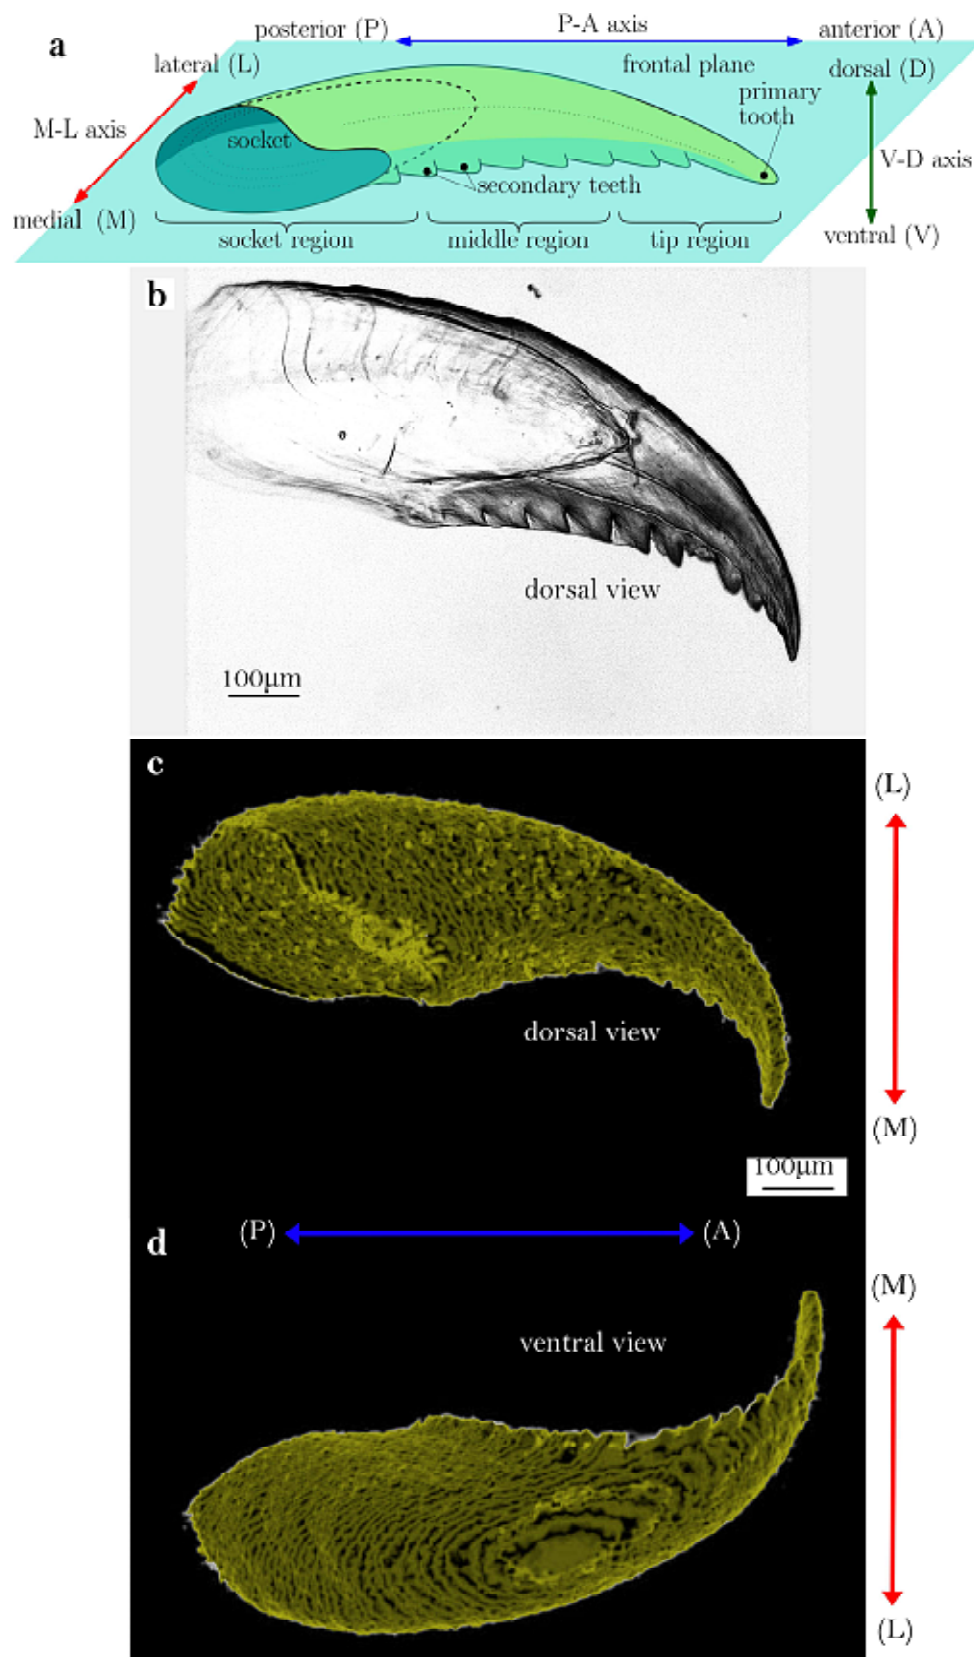 a
posterior (P)
P-A axis
anterior (A)
lateral (L)
frontal plane
dorsal (D)
primary
tooth
M-L axis
socket
V-D axis
secondary teeth
medial (M)
socket region
middle region
tip region
ventral (V)
b
dorsal view
100µm
c
(L)
dorsal view
(M)
100µm
(P)
(A)
d
(M)
ventral view
(L)